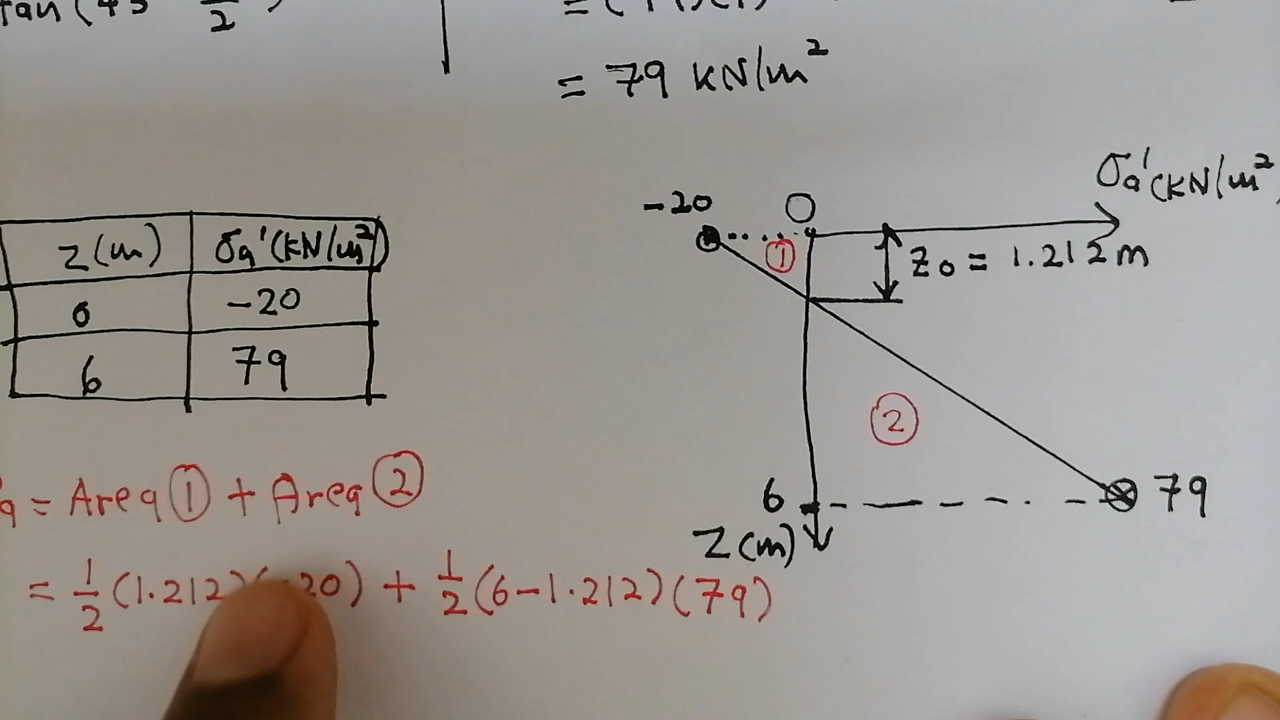 tan (45
2
= 79 kN/m²
σa' (kN/m²
-20 0
① z₀ = 1.212 m
z (m) σa' (kN/m²)
0 -20
6 79
②
6 79
Z (m)
a = Area ① + Area ②
= 1/2 (1.212)(-20) + 1/2 (6-1.212)(79)